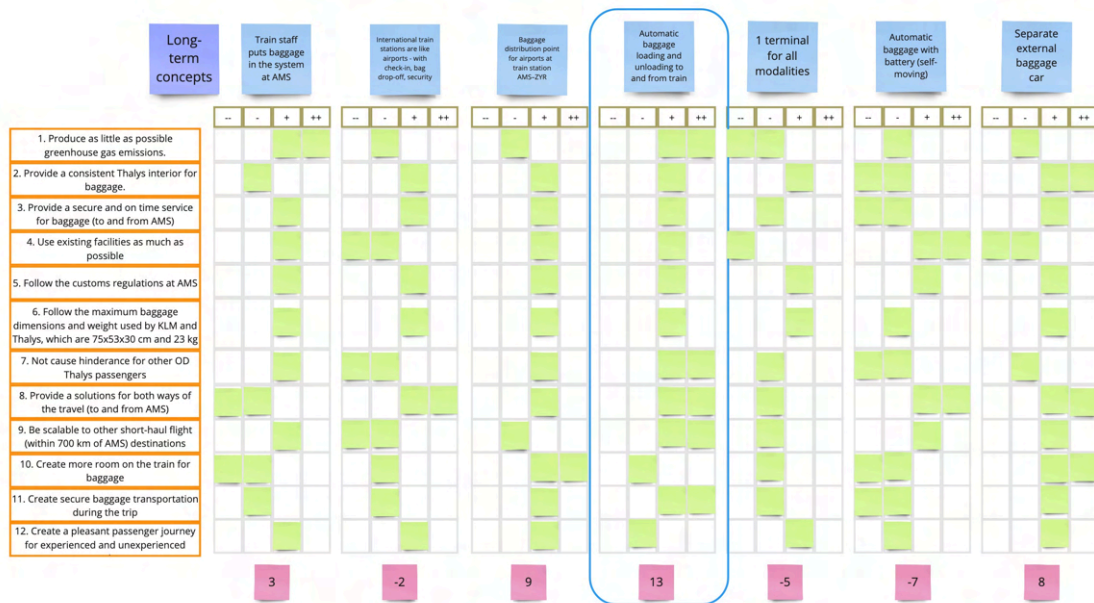 Long-
term
concepts
Train staff
puts baggage
in the system
at AMS
International train
stations are like
airports - with
check-in, bag
drop-off, security
Baggage
distribution point
for airports at
train station
AMS-ZYR
Automatic
baggage
loading and
unloading to
and from train
1 terminal
for all
modalities
Automatic
baggage with
battery (self-
moving)
Separate
external
baggage
car
-- - + ++ -- - + ++ -- - + ++ -- - + ++ -- - + ++ -- - + ++ -- - + ++
1. Produce as little as possible
greenhouse gas emissions.
2. Provide a consistent Thalys interior for
baggage.
3. Provide a secure and on time service
for baggage (to and from AMS)
4. Use existing facilities as much as
possible
5. Follow the customs regulations at AMS
6. Follow the maximum baggage
dimensions and weight used by KLM and
Thalys, which are 75x53x30 cm and 23 kg
7. Not cause hinderance for other OD
Thalys passengers
8. Provide a solutions for both ways of
the travel (to and from AMS)
9. Be scalable to other short-haul flight
(within 700 km of AMS) destinations
10. Create more room on the train for
baggage
11. Create secure baggage transportation
during the trip
12. Create a pleasant passenger journey
for experienced and unexperienced
3 -2 9 13 -5 -7 8